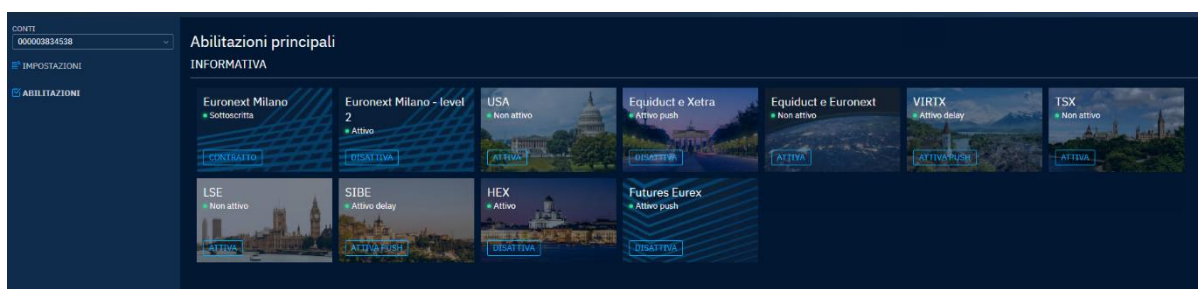 CONTI
000003834538
IMPOSTAZIONI
ABILITAZIONI
Abilitazioni principali
INFORMATIVA
Euronext Milano
Sottoscritta
CONTRATTO
Euronext Milano - level
2
Attivo
DISATTIVA
USA
Non attivo
ATTIVA
Equiduct e Xetra
Attivo push
DISATTIVA
Equiduct e Euronext
Non attivo
ATTIVA
VIRTX
Attivo delay
ATTIVA PUSH
TSX
Non attivo
ATTIVA
LSE
Non attivo
ATTIVA
SIBE
Attivo delay
ATTIVA PUSH
HEX
Attivo
DISATTIVA
Futures Eurex
Attivo push
DISATTIVA